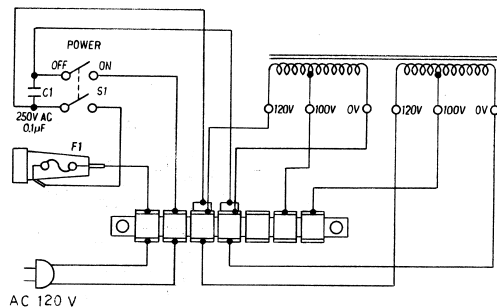 POWER
OFF ON
C1
S1
250V AC
0.1µF
F1
120V 100V 0V 120V 100V 0V
AC 120 V